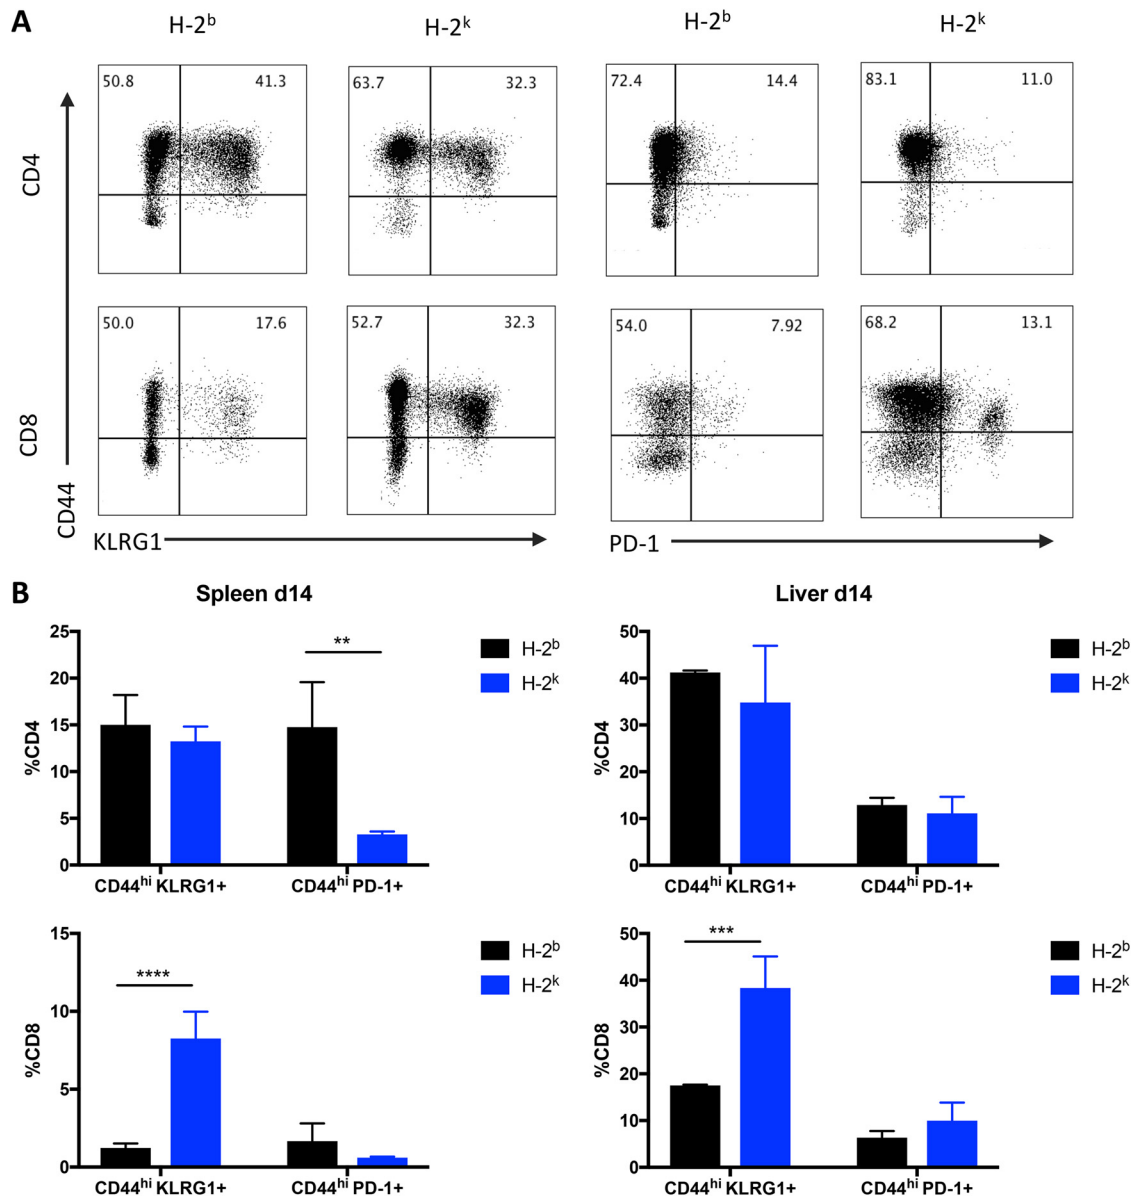 A
H-2ᵇ H-2ᵏ H-2ᵇ H-2ᵏ
50.8 41.3 63.7 32.3 72.4 14.4 83.1 11.0
CD4
50.0 17.6 52.7 32.3 54.0 7.92 68.2 13.1
CD8
CD44
KLRG1 PD-1
B
Spleen d14
25
20
15
10
5
0
%CD4
**
H-2ᵇ
H-2ᵏ
CD44ʰⁱ KLRG1+ CD44ʰⁱ PD-1+
Liver d14
50
40
30
20
10
0
%CD4
H-2ᵇ
H-2ᵏ
CD44ʰⁱ KLRG1+ CD44ʰⁱ PD-1+
15
10
5
0
%CD8
****
H-2ᵇ
H-2ᵏ
CD44ʰⁱ KLRG1+ CD44ʰⁱ PD-1+
50
40
30
20
10
0
%CD8
***
H-2ᵇ
H-2ᵏ
CD44ʰⁱ KLRG1+ CD44ʰⁱ PD-1+